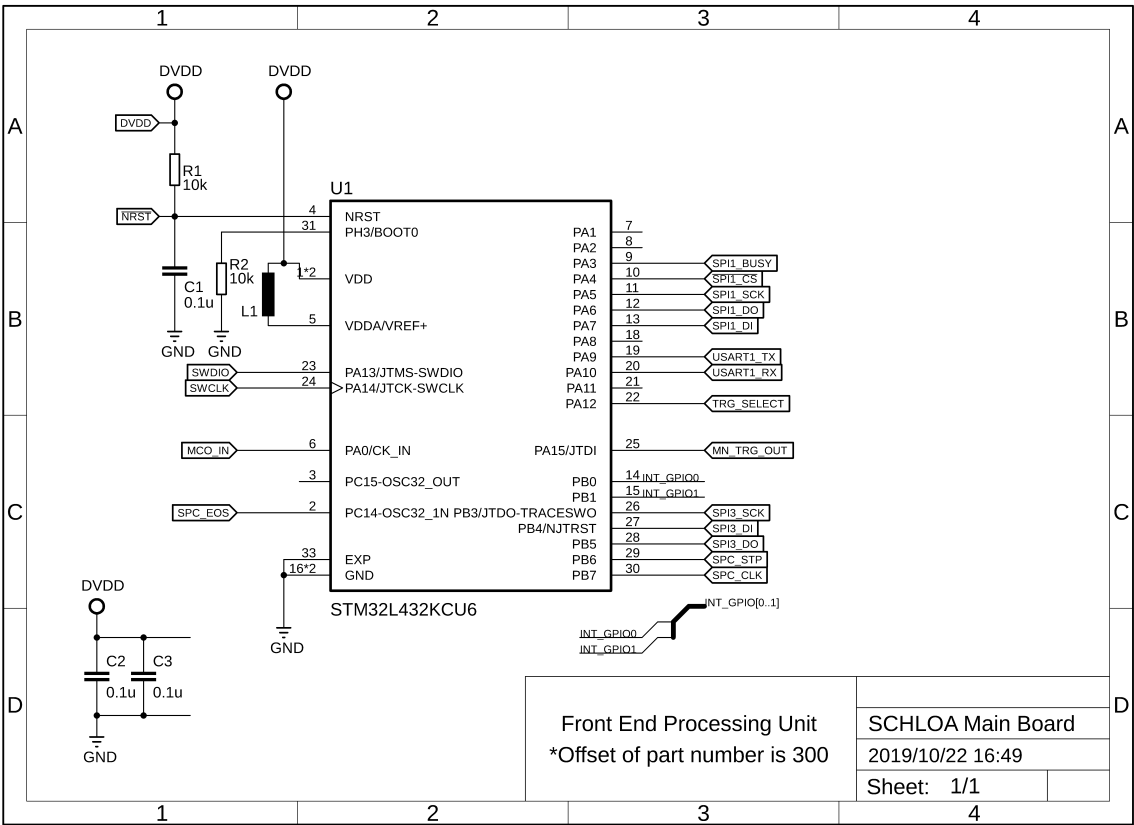 1 2 3 4
A A
B B
C C
D D
DVDD DVDD
DVDD
R1
10k
NRST
C1
0.1u
GND
R2
10k
GND
L1
U1
4 NRST
31 PH3/BOOT0
1*2 VDD
5 VDDA/VREF+
SWDIO 23 PA13/JTMS-SWDIO
SWCLK 24 PA14/JTCK-SWCLK
MCO_IN 6 PA0/CK_IN
3 PC15-OSC32_OUT
SPC_EOS 2 PC14-OSC32_1N
33 EXP
16*2 GND
GND
PA1 7
PA2 8
PA3 9 SPI1_BUSY
PA4 10 SPI1_CS
PA5 11 SPI1_SCK
PA6 12 SPI1_DO
PA7 13 SPI1_DI
PA8 18
PA9 19 USART1_TX
PA10 20 USART1_RX
PA11 21
PA12 22 TRG_SELECT
PA15/JTDI 25 MN_TRG_OUT
PB0 14 INT_GPIO0
PB1 15 INT_GPIO1
PB3/JTDO-TRACESWO 26 SPI3_SCK
PB4/NJTRST 27 SPI3_DI
PB5 28 SPI3_DO
PB6 29 SPC_STP
PB7 30 SPC_CLK
STM32L432KCU6
INT_GPIO[0..1]
INT_GPIO0
INT_GPIO1
DVDD
C2 C3
0.1u 0.1u
GND
Front End Processing Unit
*Offset of part number is 300
SCHLOA Main Board
2019/10/22 16:49
Sheet: 1/1
1 2 3 4